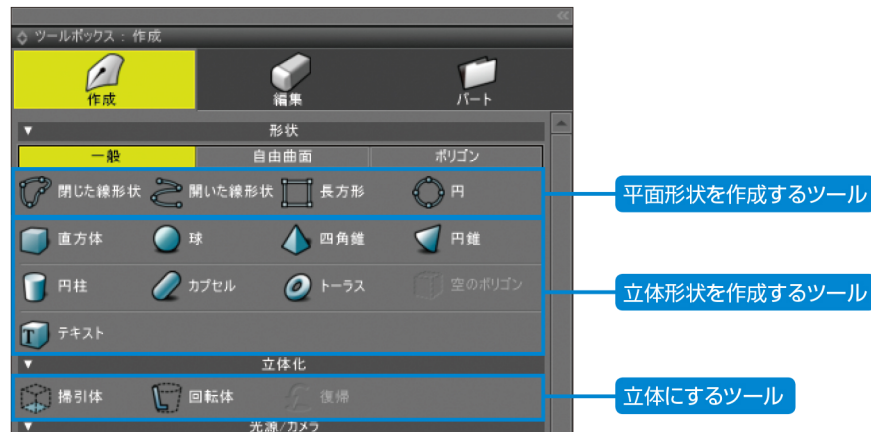 ツールボックス : 作成
作成 編集 パート
形状
一般 自由曲面 ポリゴン
閉じた線形状 開いた線形状 長方形 円
平面形状を作成するツール
直方体 球 四角錐 円錐
円柱 カプセル トーラス 空のポリゴン
立体形状を作成するツール
T テキスト
立体化
掃引体 回転体 復帰
立体にするツール
光源/カメラ